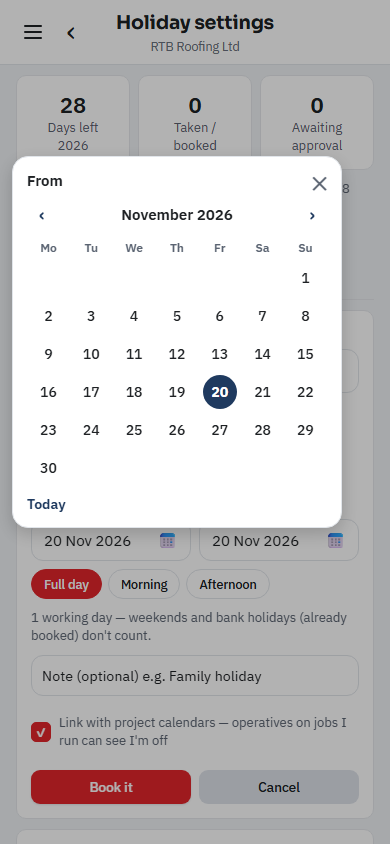 Holiday settings
RTB Roofing Ltd
28 0 0
Days left Taken / Awaiting
2026 booked approval
8
From
‹ November 2026 ›
Mo Tu We Th Fr Sa Su
1
2 3 4 5 6 7 8
9 10 11 12 13 14 15
16 17 18 19 20 21 22
23 24 25 26 27 28 29
30
Today
20 Nov 2026 20 Nov 2026
Full day Morning Afternoon
1 working day — weekends and bank holidays (already
booked) don't count.
Note (optional) e.g. Family holiday
Link with project calendars — operatives on jobs I
run can see I'm off
Book it Cancel